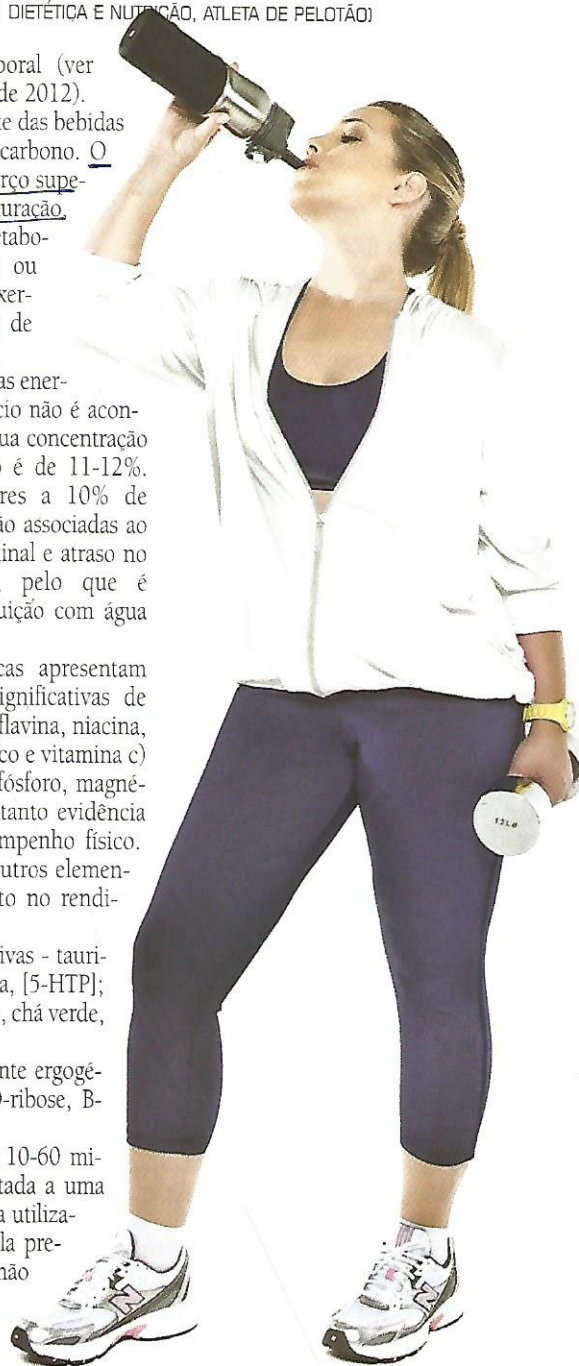 DIETÉTICA E NUTRIÇÃO, ATLETA DE PELOTÃO)
poral (ver
de 2012).
te das bebidas
carbono. O
rço supe-
uração,
etabo-
ou
xer-
de
as ener-
cio não é acon-
ua concentração
o é de 11-12%.
res a 10% de
ão associadas ao
inal e atraso no
pelo que é
uição com água
cas apresentam
ignificativas de
flavina, niacina,
co e vitamina c)
fósforo, magné-
tanto evidência
mpenho físico.
utros elemen-
to no rendi-
ivas - tauri-
a, [5-HTP];
, chá verde,
nte ergogé-
D-ribose, B-
10-60 mi-
tada a uma
a utiliza-
la pre-
não
12LB
N
N